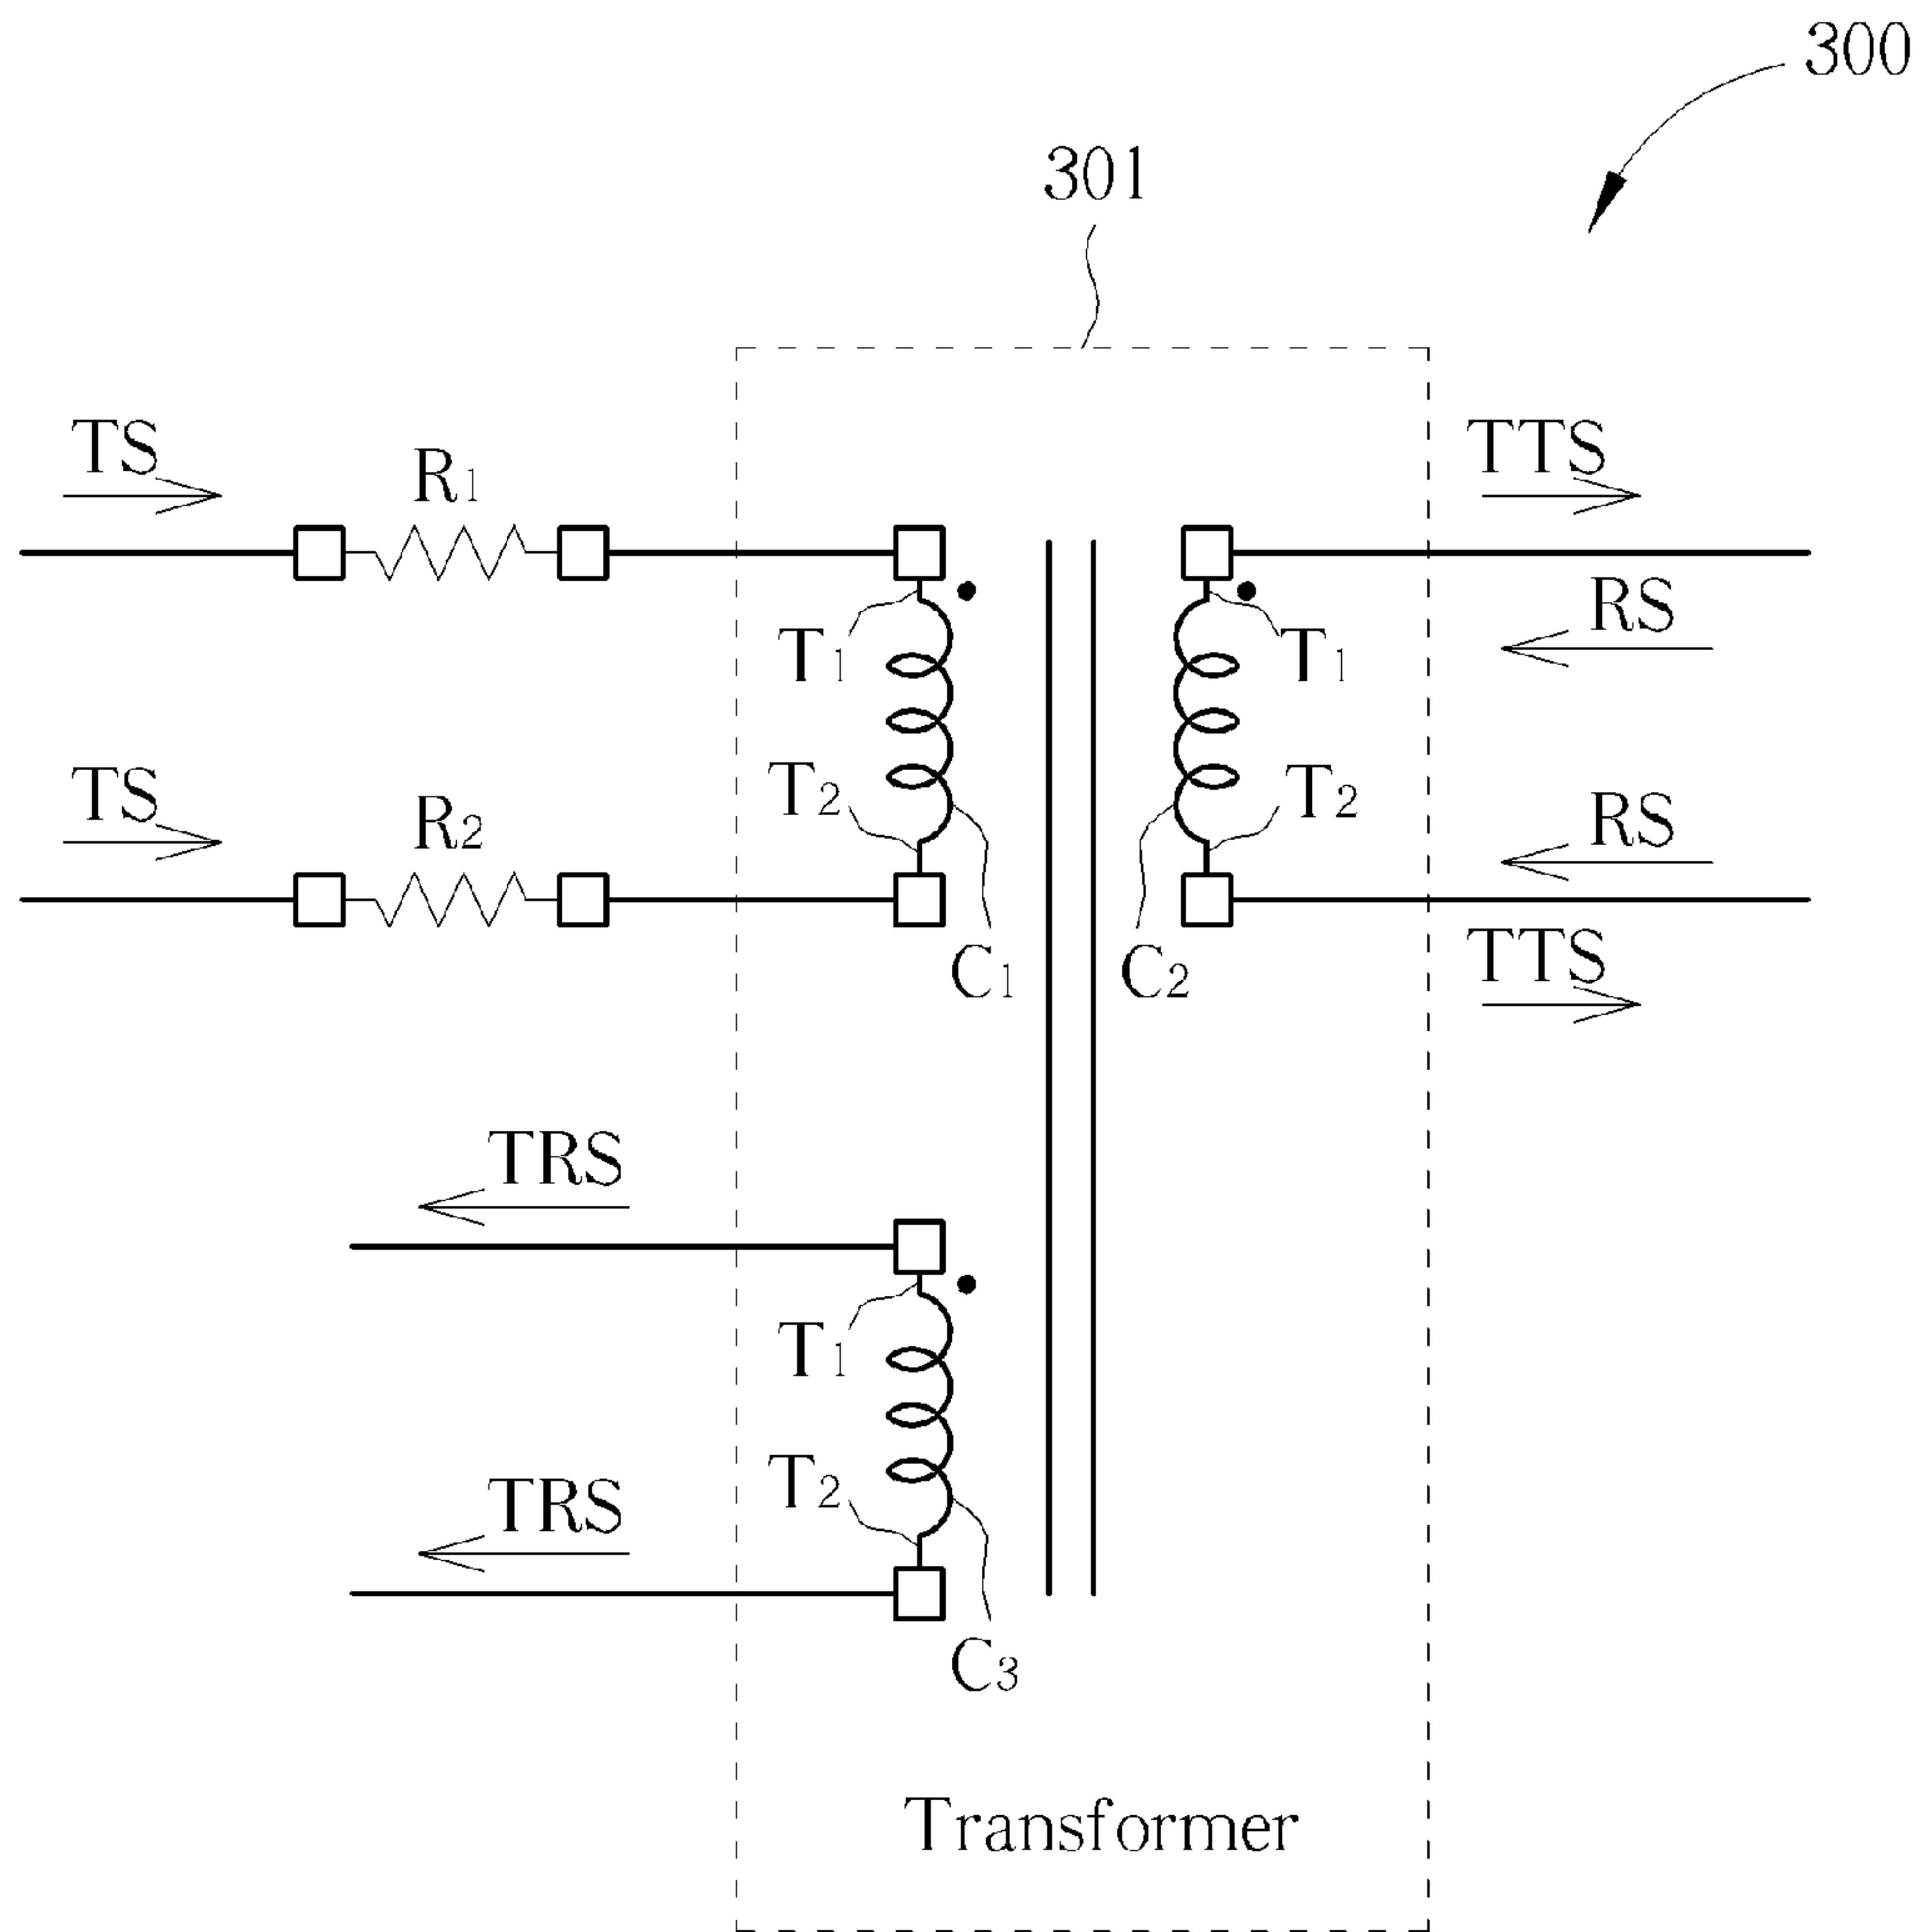 300
301
TS
R1
TTS
RS
T1
T1
TS
R2
T2
T2
RS
C1
C2
TTS
TRS
T1
TRS
T2
C3
Transformer